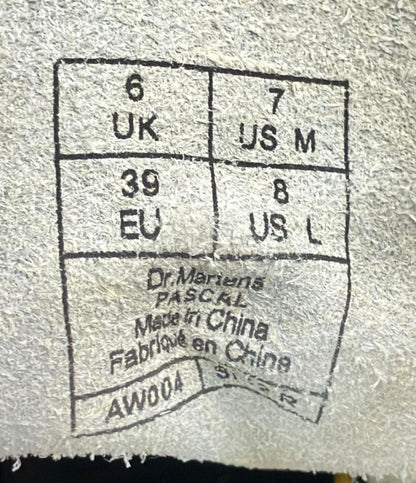 6 7
UK US M
39 8
EU US L
Dr.Martens
PASCAL
Made in China
Fabriqué en China
AW004